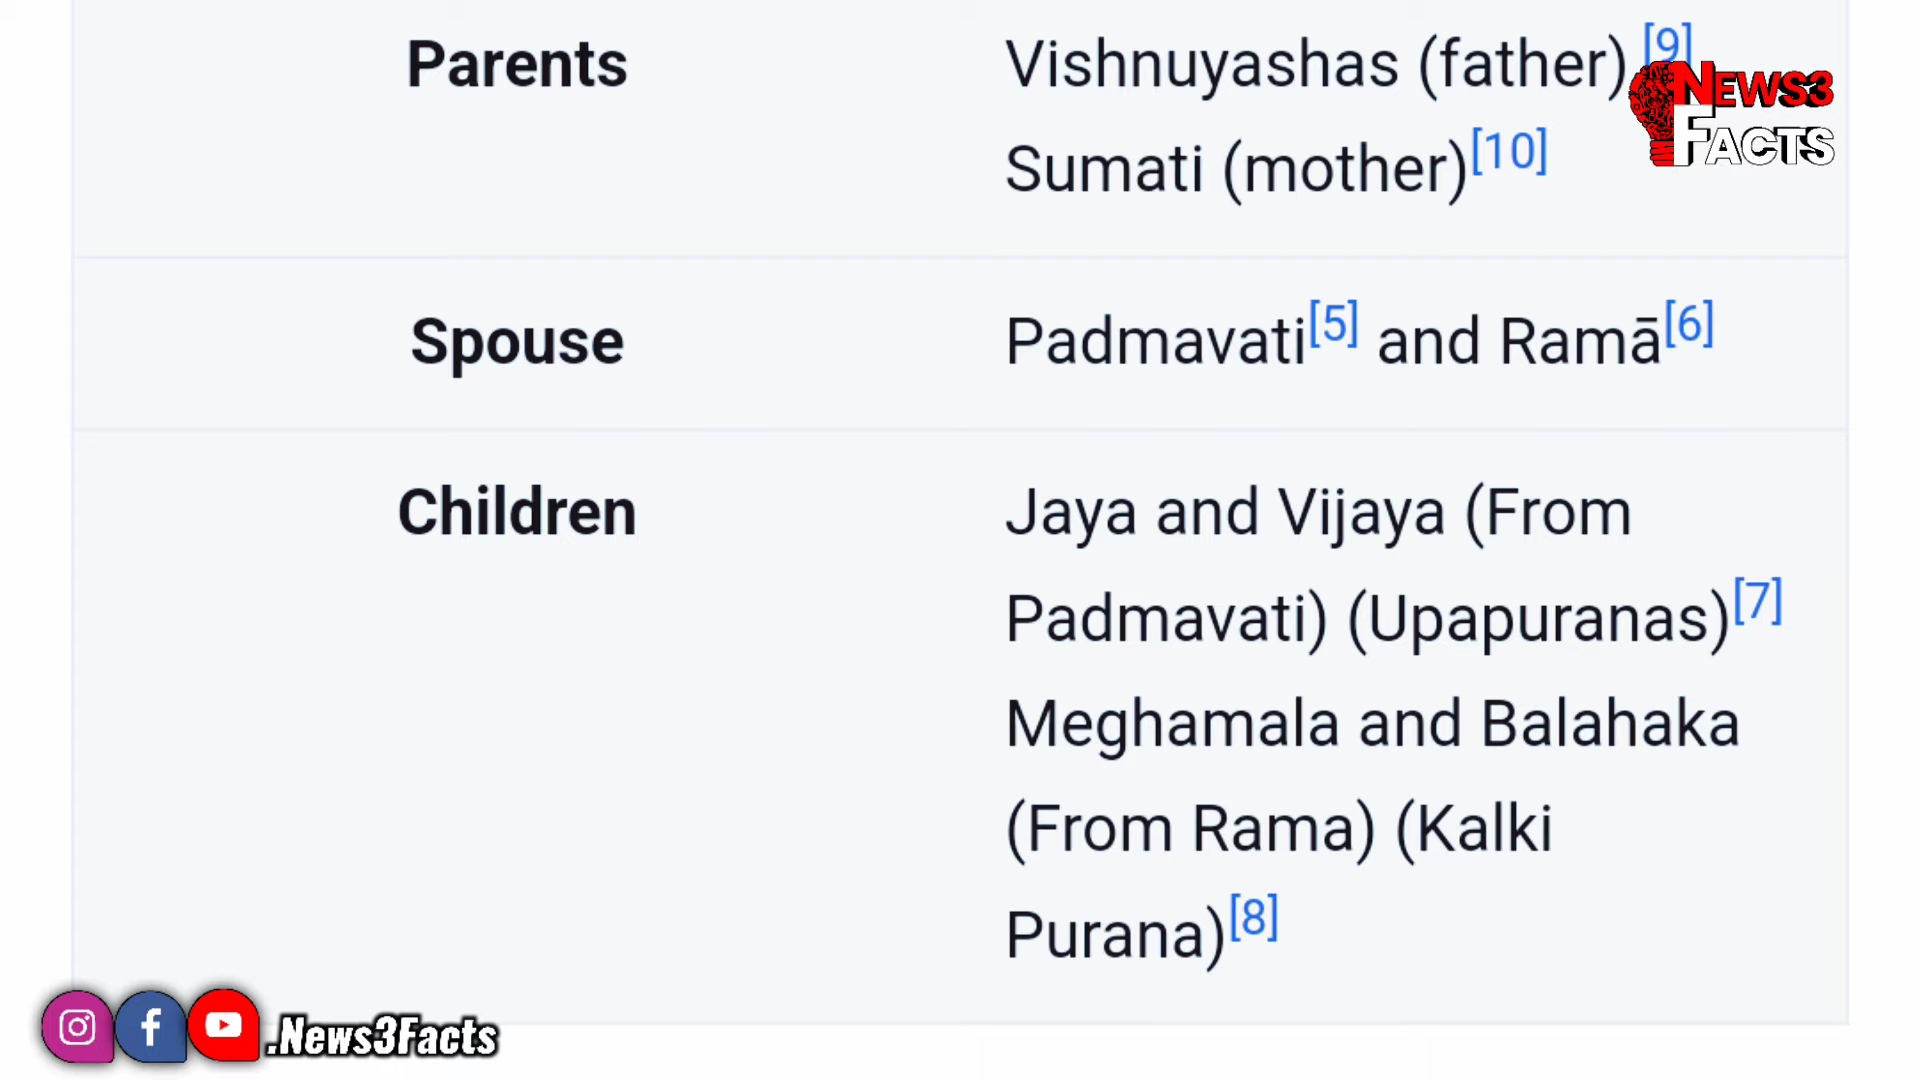 Parents
Vishnuyashas (father)[9]
Sumati (mother)[10]
NEWS3
FACTS
Spouse
Padmavati[5] and Ramā[6]
Children
Jaya and Vijaya (From
Padmavati) (Upapuranas)[7]
Meghamala and Balahaka
(From Rama) (Kalki
Purana)[8]
.News3Facts